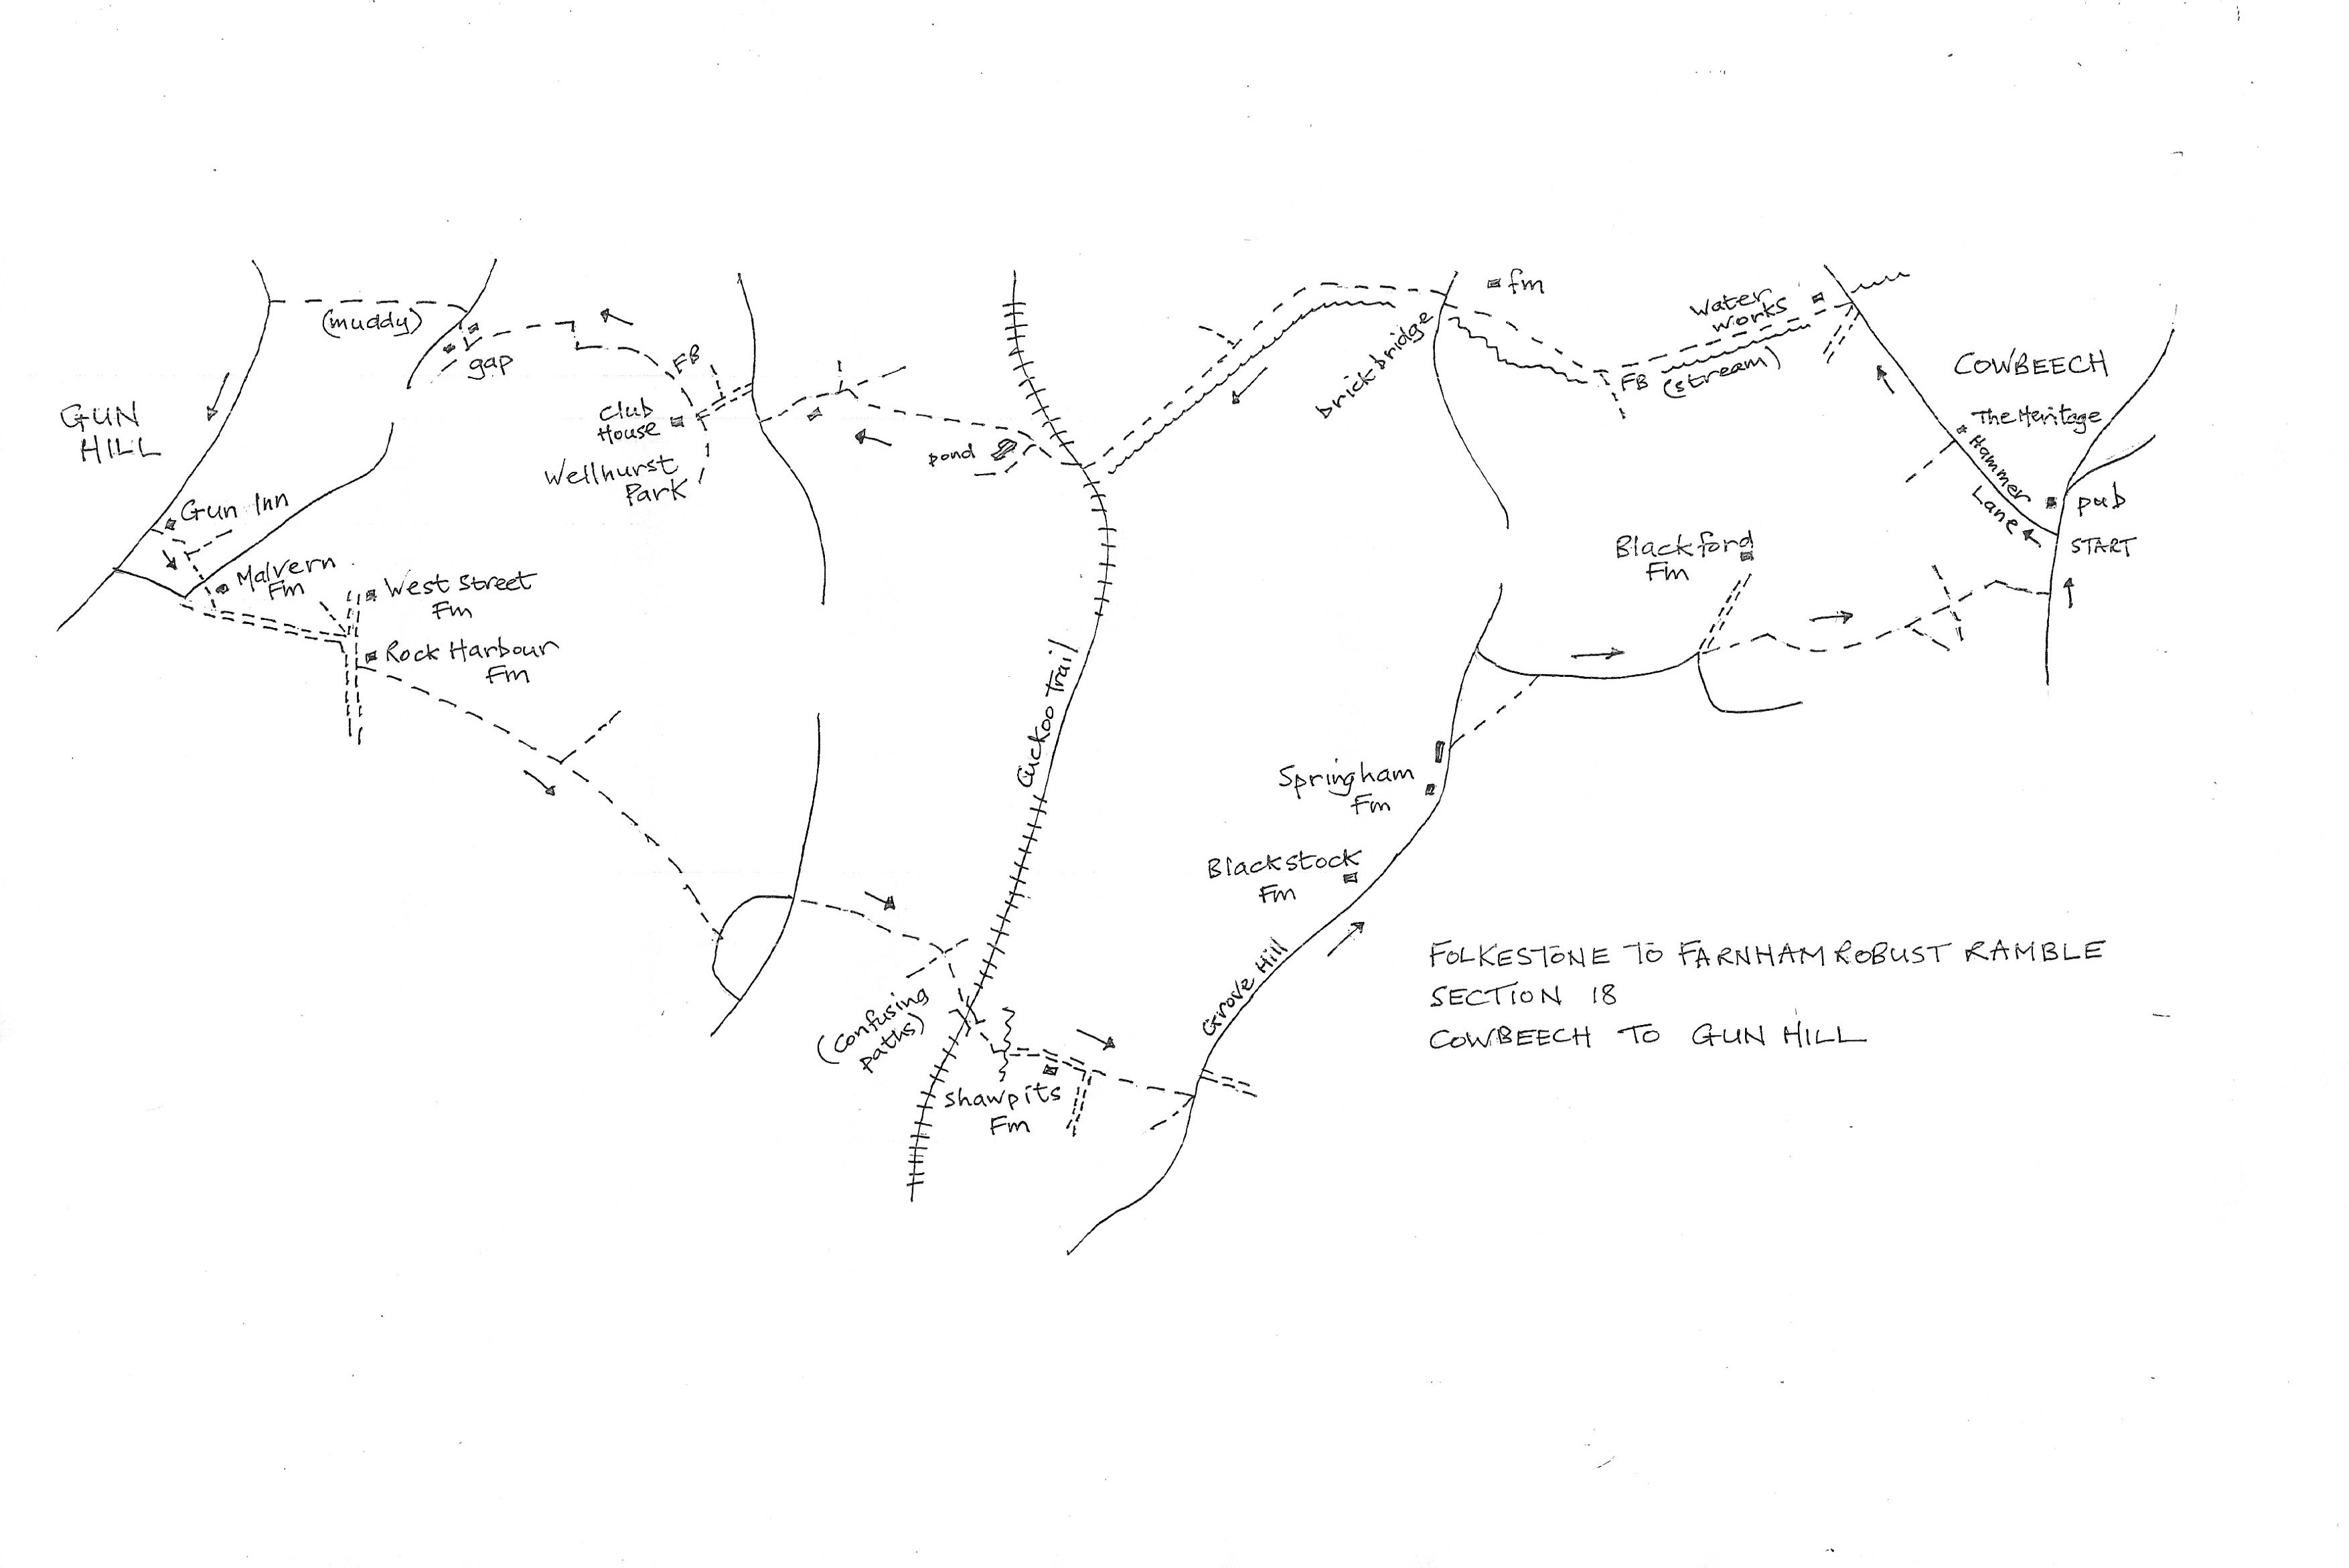 fm
Water
works
(muddy)
brick bridge
gap
FB
FB
(stream)
COWBEECH
GUN
HILL
Club
House
The Heritage
Hammer
Lane
pond
Wellhurst
Park
pub
START
Gun Inn
Blackford
Fm
Malvern
Fm
West Street
Fm
Rock Harbour
Fm
Cuckoo Trail
Springham
Fm
Blackstock
Fm
Grove Hill
(confusing
paths)
Shawpits
Fm
FOLKESTONE TO FARNHAM ROBUST RAMBLE
SECTION 18
COWBEECH TO GUN HILL